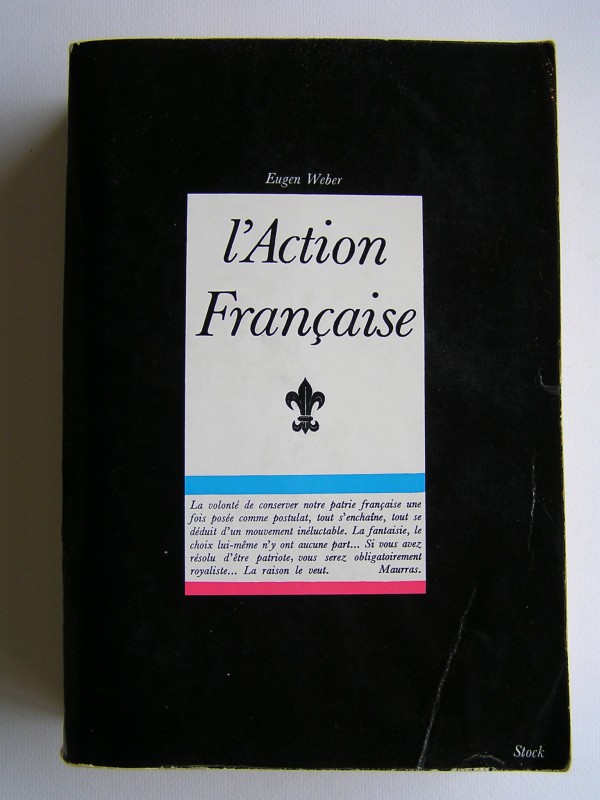 Eugen Weber
l'Action
Française
La volonté de conserver notre patrie française une
fois posée comme postulat, tout s'enchaîne, tout se
déduit d'un mouvement inéluctable. La fantaisie, le
choix lui-même n'y ont aucune part... Si vous avez
résolu d'être patriote, vous serez obligatoirement
royaliste... La raison le veut. Maurras.
Stock